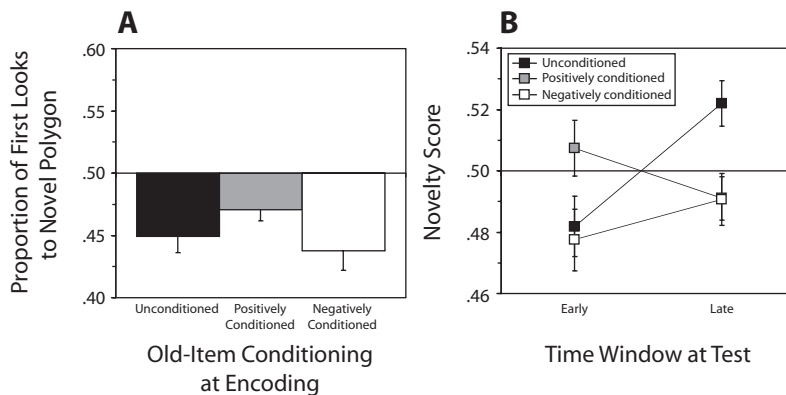 A
Proportion of First Looks
to Novel Polygon
.60
.55
.50
.45
.40
Unconditioned
Positively
Conditioned
Negatively
Conditioned
Old-Item Conditioning
at Encoding
B
Novelty Score
.54
.52
.50
.48
.46
Unconditioned
Positively conditioned
Negatively conditioned
Early
Late
Time Window at Test